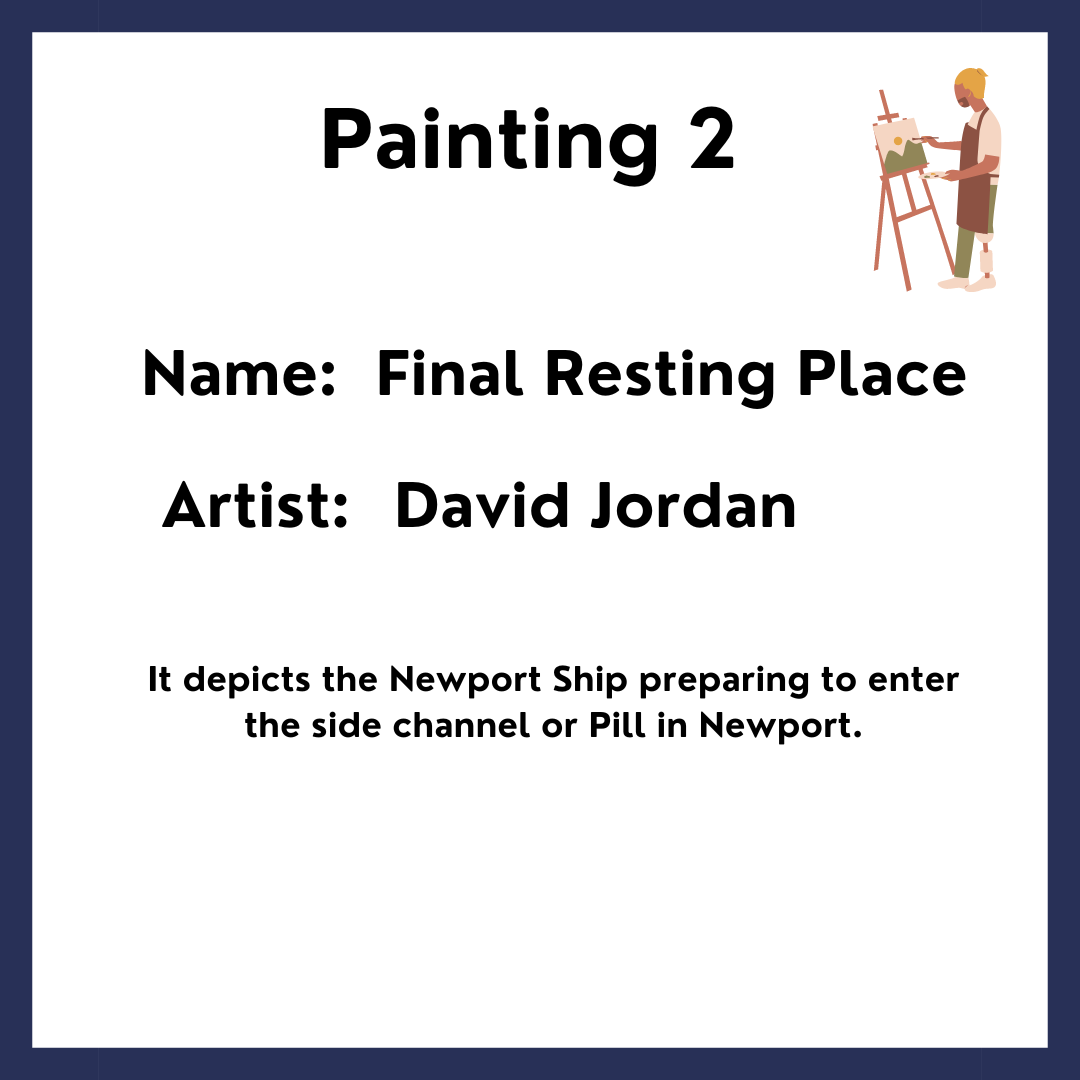 Painting 2
Name: Final Resting Place
Artist: David Jordan
It depicts the Newport Ship preparing to enter
the side channel or Pill in Newport.